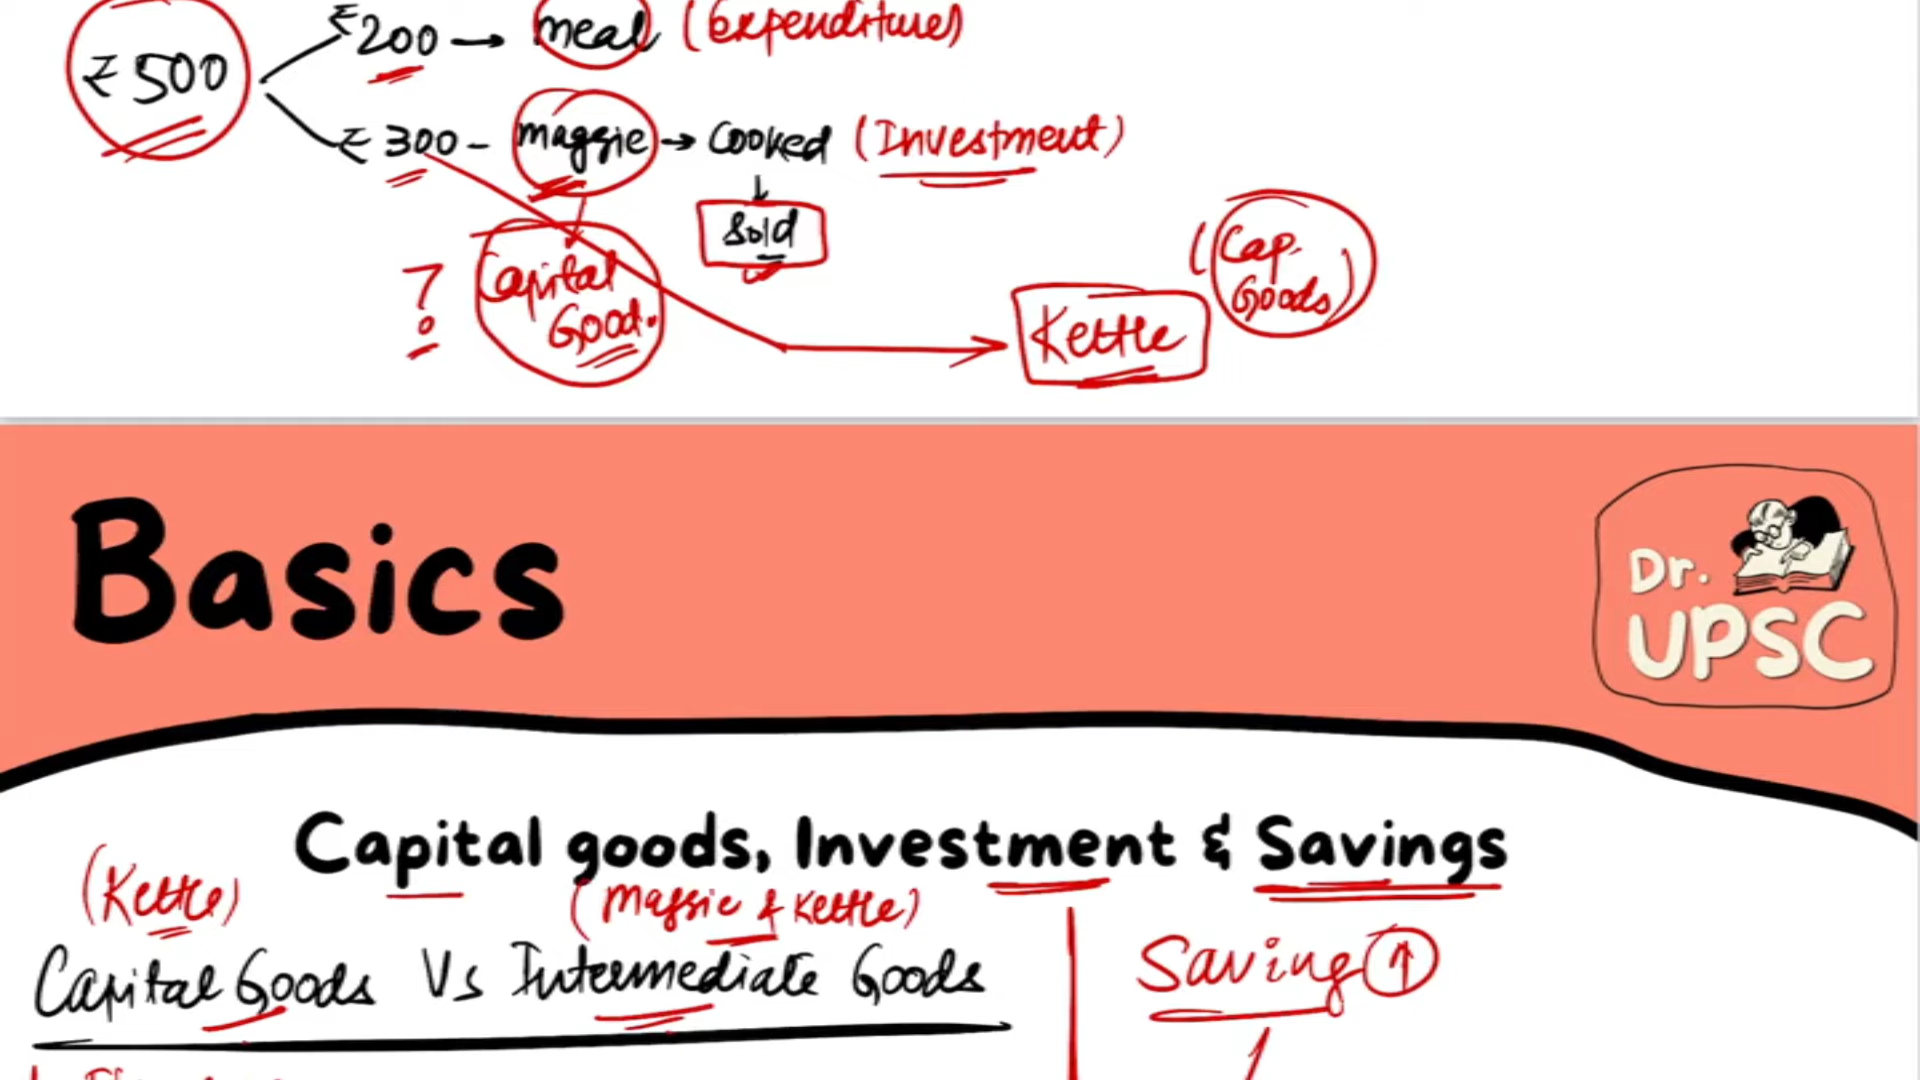 ₹ 500
₹200 → meal (Expenditure)
₹ 300 - maggie → Cooked (Investment)
↓
Sold
?
Capital
Good.
Kettle
(Cap.
Goods)
Basics
Dr.
UPSC
Capital goods, Investment & Savings
(Kettle) (Maggie & Kettle)
Capital Goods Vs Intermediate Goods
Saving ↑